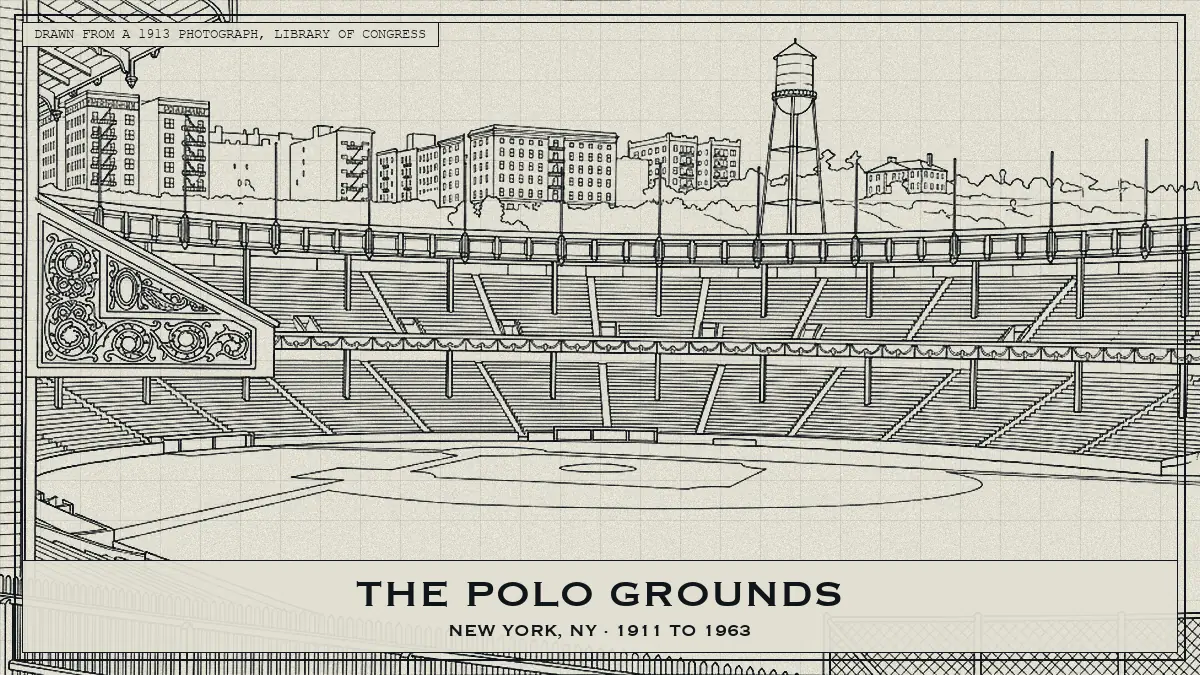 DRAWN FROM A 1913 PHOTOGRAPH, LIBRARY OF CONGRESS
THE POLO GROUNDS
NEW YORK, NY · 1911 TO 1963